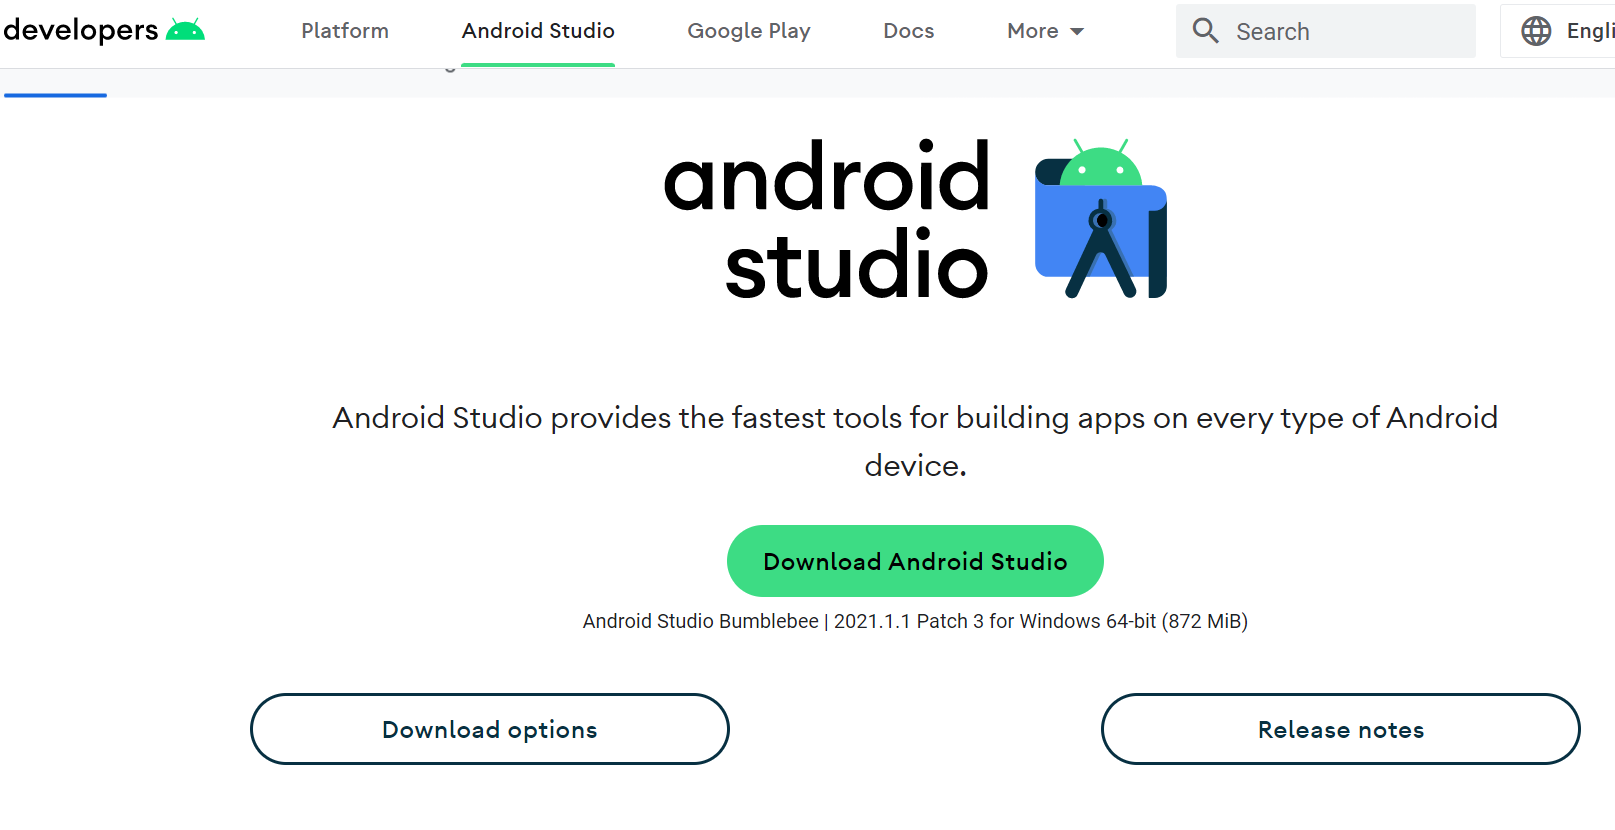 developers
Platform
Android Studio
Google Play
Docs
More
Search
Engli
android
studio
Android Studio provides the fastest tools for building apps on every type of Android
device.
Download Android Studio
Android Studio Bumblebee | 2021.1.1 Patch 3 for Windows 64-bit (872 MiB)
Download options
Release notes